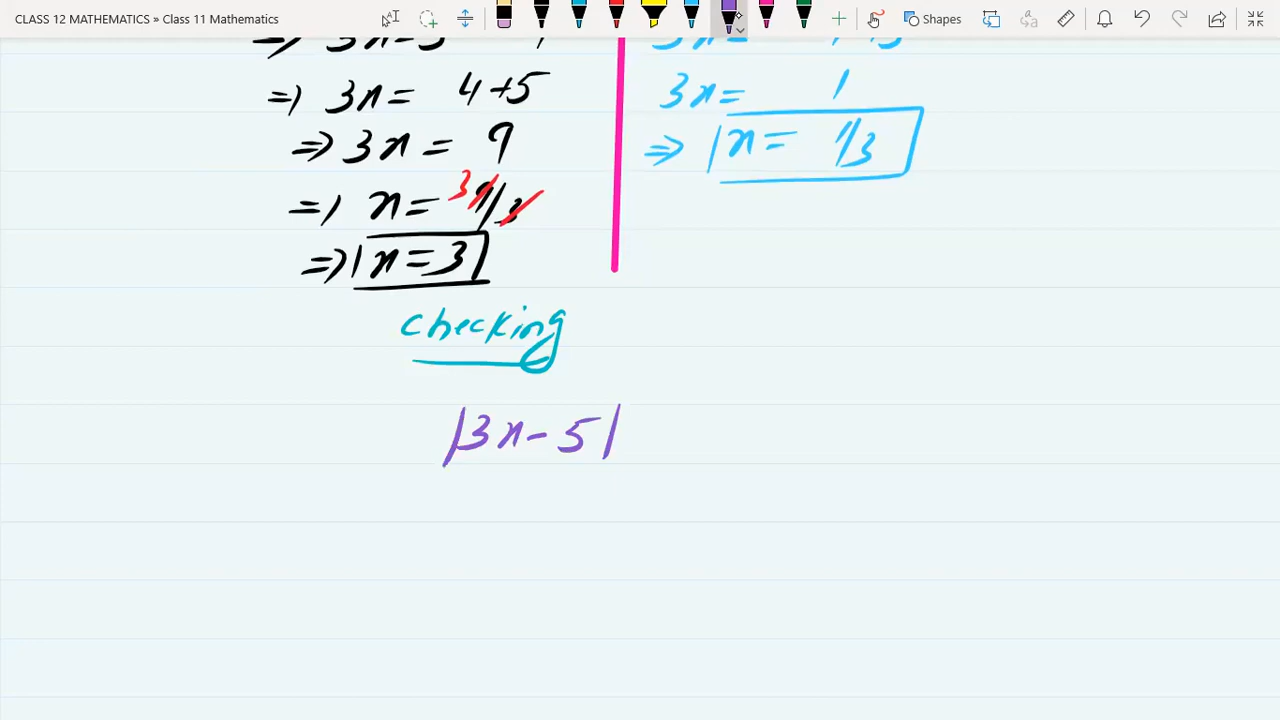 CLASS 12 MATHEMATICS » Class 11 Mathematics
Shapes
⇒ 3x = 4+5
⇒ 3x = 9
⇒ x = 3 9/3
⇒ x = 3
3x = 1
⇒ x = 1/3
checking
|3x - 5|